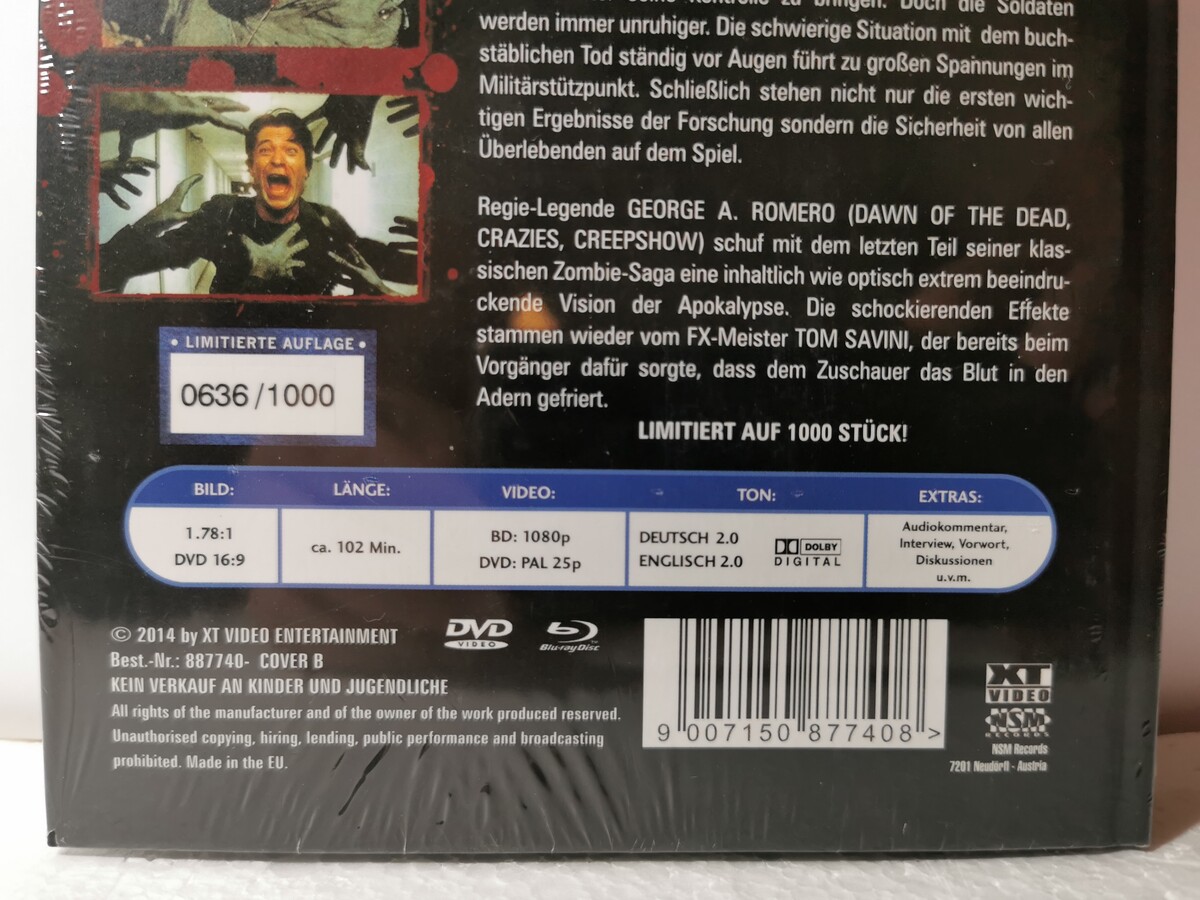 seine Kontrolle zu bringen. Doch die Soldaten
werden immer unruhiger. Die schwierige Situation mit dem buch-
stäblichen Tod ständig vor Augen führt zu großen Spannungen im
Militärstützpunkt. Schließlich stehen nicht nur die ersten wich-
tigen Ergebnisse der Forschung sondern die Sicherheit von allen
Überlebenden auf dem Spiel.
Regie-Legende GEORGE A. ROMERO (DAWN OF THE DEAD,
CRAZIES, CREEPSHOW) schuf mit dem letzten Teil seiner klas-
sischen Zombie-Saga eine inhaltlich wie optisch extrem beeindru-
ckende Vision der Apokalypse. Die schockierenden Effekte
stammen wieder vom FX-Meister TOM SAVINI, der bereits beim
Vorgänger dafür sorgte, dass dem Zuschauer das Blut in den
Adern gefriert.
LIMITIERT AUF 1000 STÜCK!
• LIMITIERTE AUFLAGE •
0636/1000
BILD: LÄNGE: VIDEO: TON: EXTRAS:
1.78:1
DVD 16:9
ca. 102 Min.
BD: 1080p
DVD: PAL 25p
DEUTSCH 2.0
ENGLISCH 2.0
DOLBY
DIGITAL
Audiokommentar,
Interview, Vorwort,
Diskussionen
u.v.m.
© 2014 by XT VIDEO ENTERTAINMENT
Best.-Nr.: 887740- COVER B
KEIN VERKAUF AN KINDER UND JUGENDLICHE
All rights of the manufacturer and of the owner of the work produced reserved.
Unauthorised copying, hiring, lending, public performance and broadcasting
prohibited. Made in the EU.
DVD
VIDEO
Blu-ray Disc
9 007150 877408 >
XT
VIDEO
NSM
RECORDS
NSM Records
7201 Neudörfl - Austria